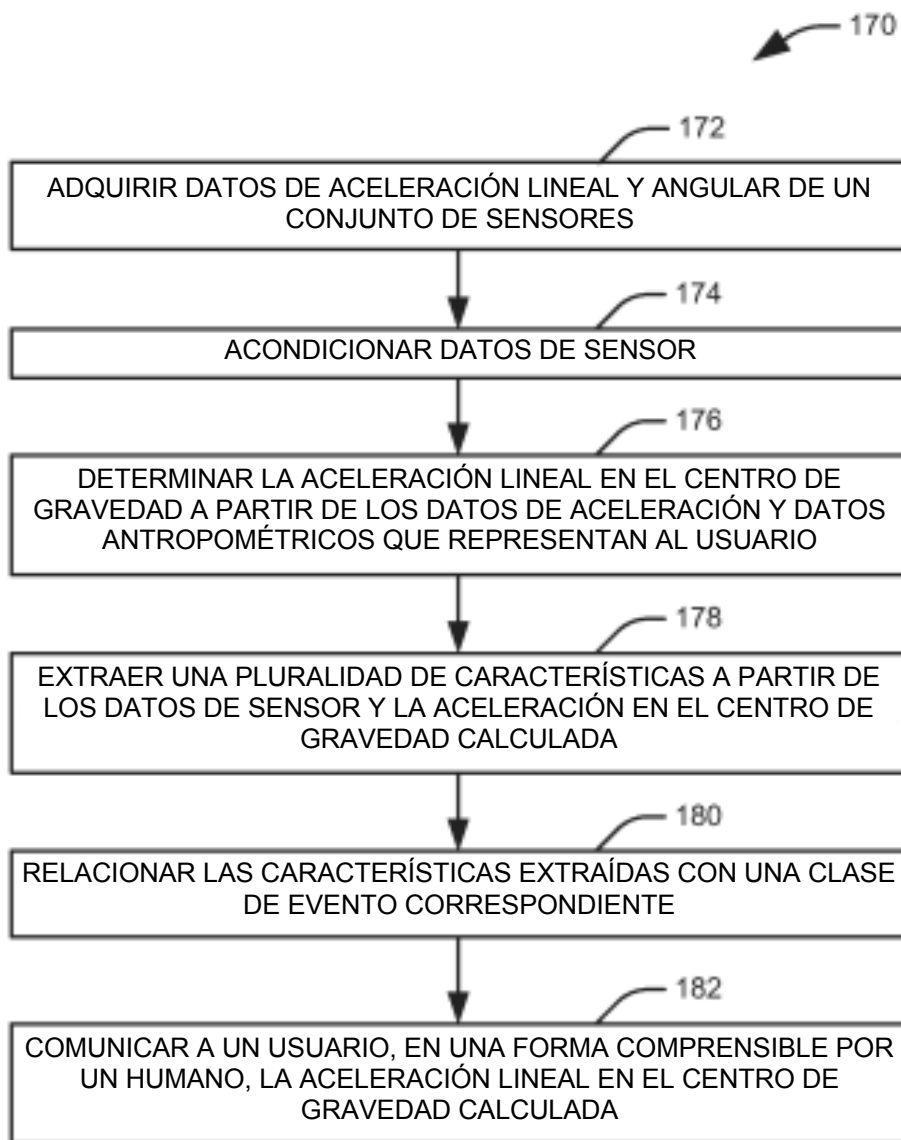 170
172
ADQUIRIR DATOS DE ACELERACIÓN LINEAL Y ANGULAR DE UN
CONJUNTO DE SENSORES
174
ACONDICIONAR DATOS DE SENSOR
176
DETERMINAR LA ACELERACIÓN LINEAL EN EL CENTRO DE
GRAVEDAD A PARTIR DE LOS DATOS DE ACELERACIÓN Y DATOS
ANTROPOMÉTRICOS QUE REPRESENTAN AL USUARIO
178
EXTRAER UNA PLURALIDAD DE CARACTERÍSTICAS A PARTIR DE
LOS DATOS DE SENSOR Y LA ACELERACIÓN EN EL CENTRO DE
GRAVEDAD CALCULADA
180
RELACIONAR LAS CARACTERÍSTICAS EXTRAÍDAS CON UNA CLASE
DE EVENTO CORRESPONDIENTE
182
COMUNICAR A UN USUARIO, EN UNA FORMA COMPRENSIBLE POR
UN HUMANO, LA ACELERACIÓN LINEAL EN EL CENTRO DE
GRAVEDAD CALCULADA